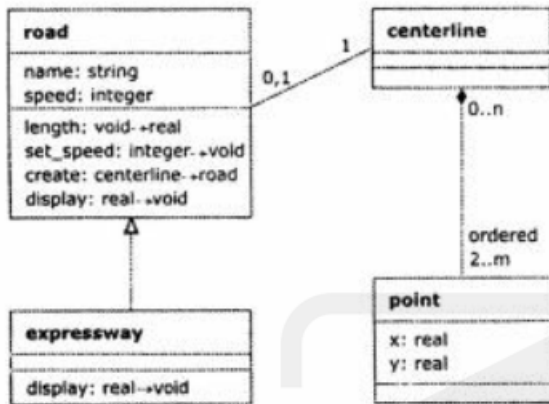 road
name: string
speed: integer
length: void→real
set_speed: integer→void
create: centerline→road
display: real→void
0,1
1
centerline
0..n
ordered
2..m
expressway
display: real→void
point
x: real
y: real